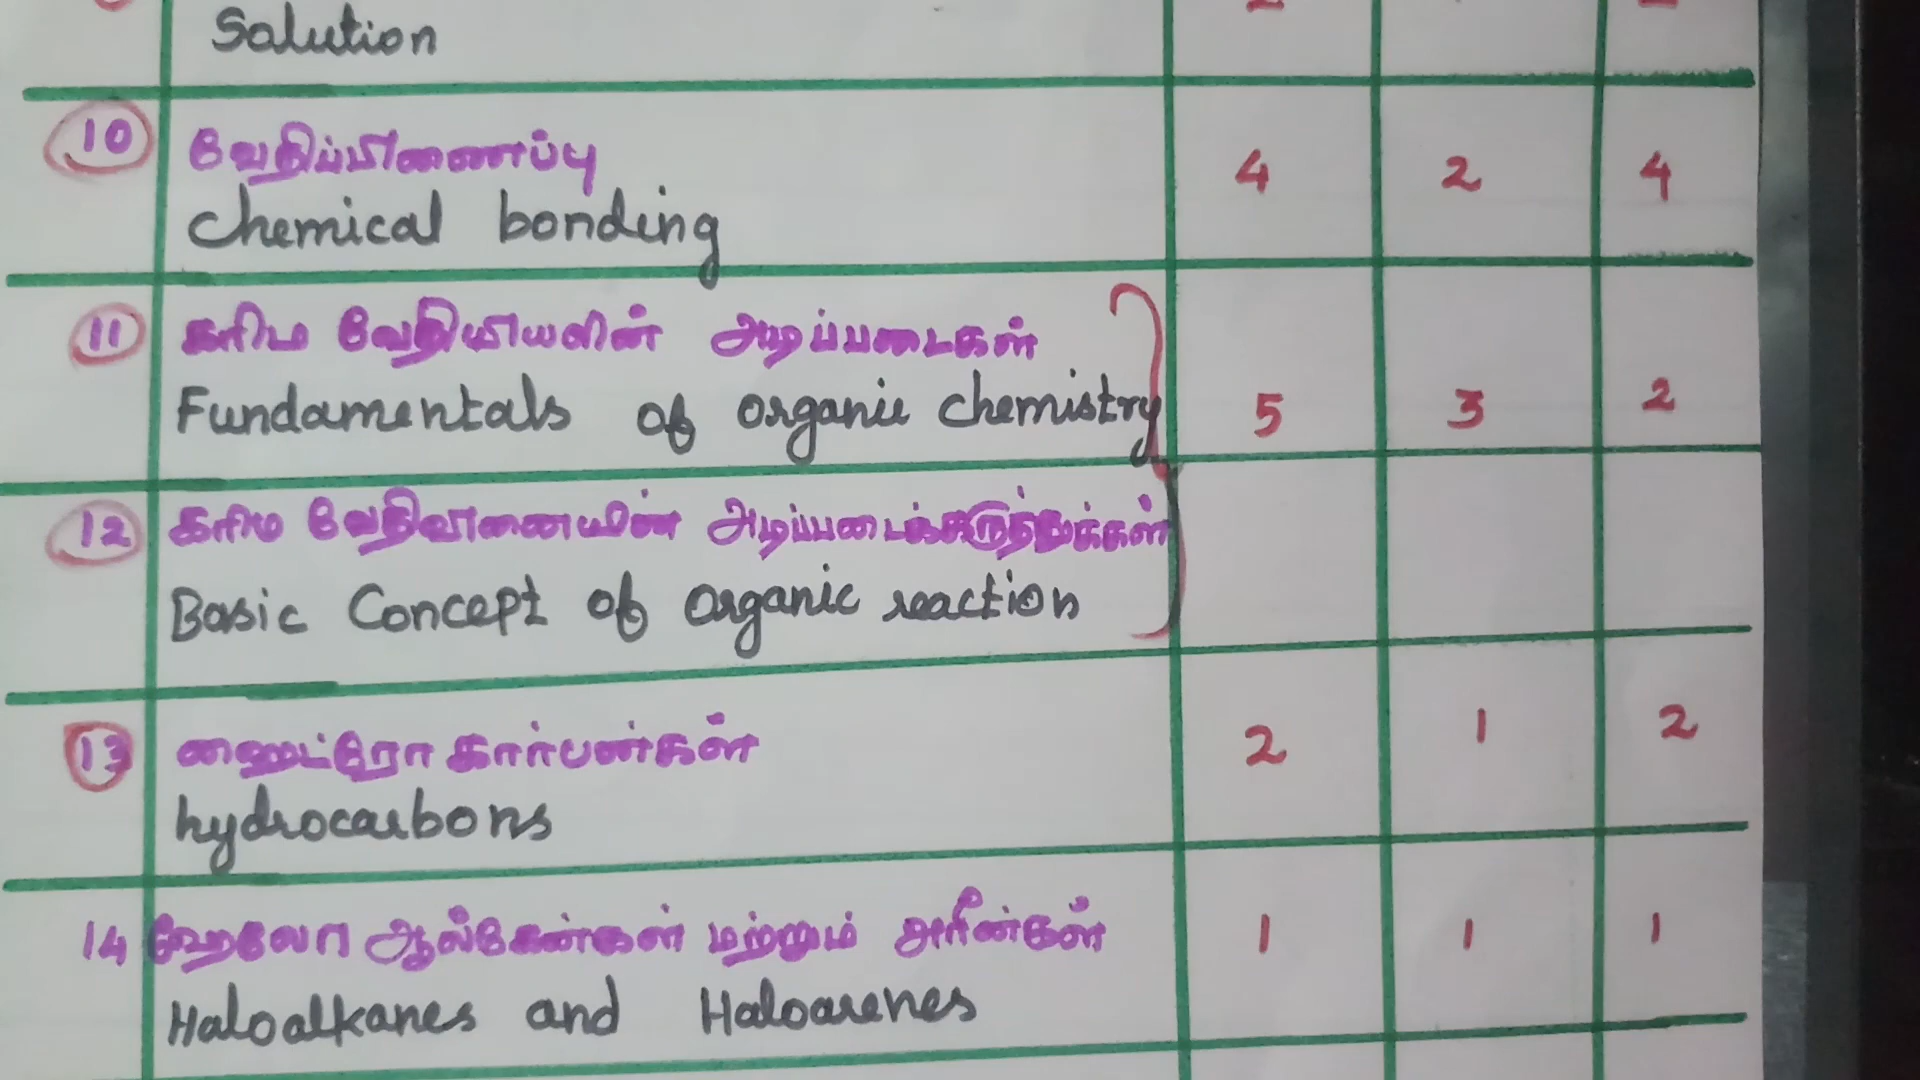 Solution
10 வேதிப்பிணைப்பு 4 2 4
Chemical bonding
11 கரிம வேதியியலின் அடிப்படைகள்
Fundamentals of organic chemistry 5 3 2
12 கரிம வேதிவினையின் அடிப்படைக்கருத்துக்கள்
Basic Concept of organic reaction
13 ஹைட்ரோ கார்பன்கள் 2 1 2
hydrocarbons
14 ஹேலோ ஆல்கேன்கள் மற்றும் அரீன்கள் 1 1 1
Haloalkanes and Haloarenes